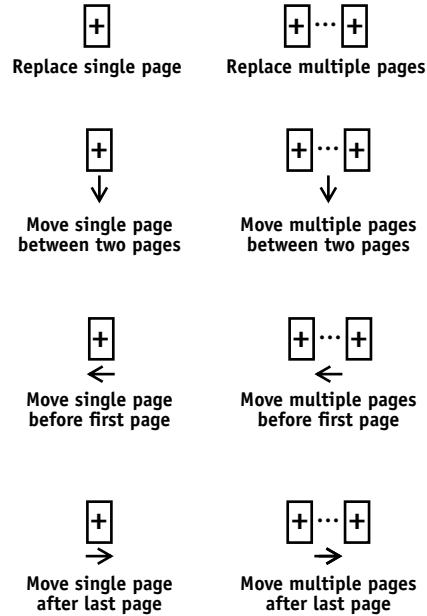 + + ... +
Replace single page Replace multiple pages
+ + ... +
Move single page Move multiple pages
between two pages between two pages
+ + ... +
Move single page Move multiple pages
before first page before first page
+ + ... +
Move single page Move multiple pages
after last page after last page